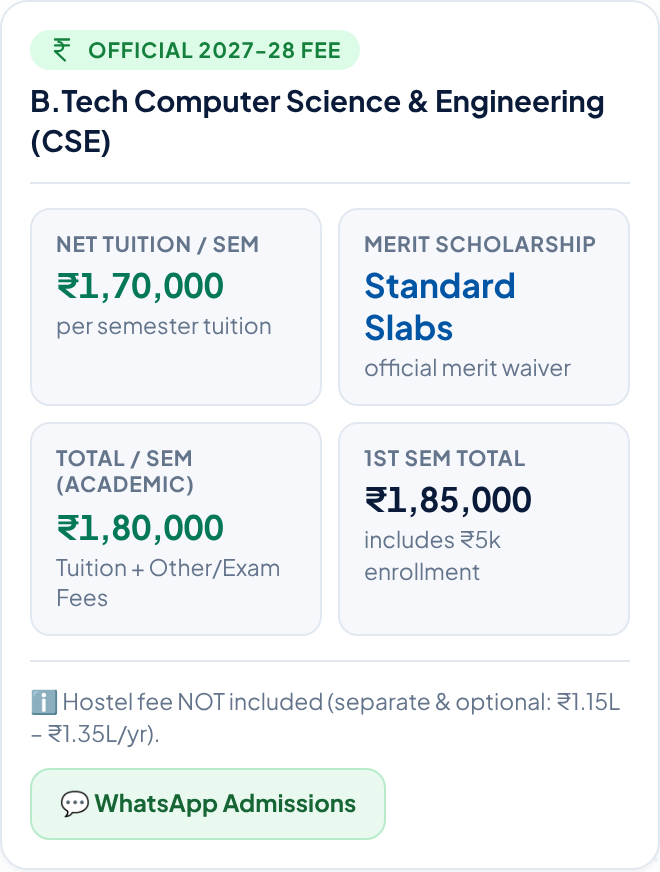 OFFICIAL 2027–28 FEE
B.Tech Computer Science & Engineering
(CSE)
NET TUITION / SEM
₹1,70,000
per semester tuition
MERIT SCHOLARSHIP
Standard
Slabs
official merit waiver
TOTAL / SEM
(ACADEMIC)
₹1,80,000
Tuition + Other/Exam
Fees
1ST SEM TOTAL
₹1,85,000
includes ₹5k
enrollment
ℹ️ Hostel fee NOT included (separate & optional: ₹1.15L
– ₹1.35L/yr).
💬 WhatsApp Admissions